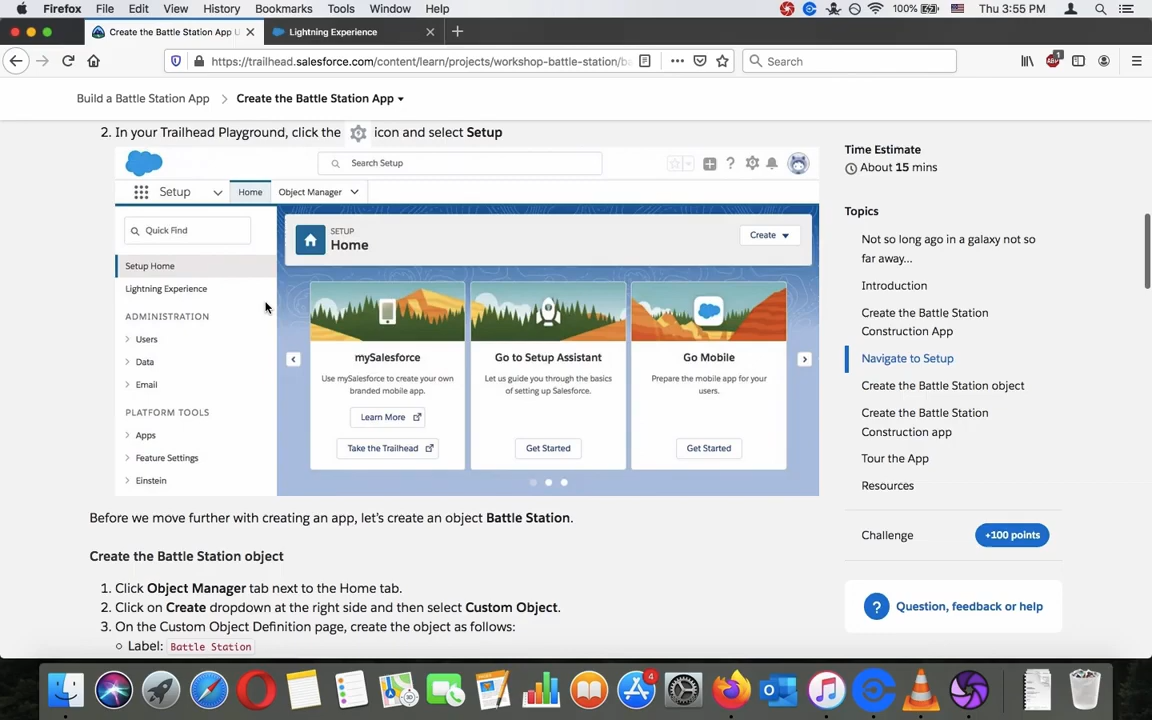 Firefox File Edit View History Bookmarks Tools Window Help 100% Thu 3:55 PM
Create the Battle Station App U Lightning Experience
https://trailhead.salesforce.com/content/learn/projects/workshop-battle-station/ba Search ABP 1
Build a Battle Station App Create the Battle Station App
2. In your Trailhead Playground, click the icon and select Setup
Search Setup
Setup Home Object Manager
Quick Find
SETUP
Home
Create
Setup Home
Lightning Experience
ADMINISTRATION
Users
Data
Email
PLATFORM TOOLS
Apps
Feature Settings
Einstein
mySalesforce
Use mySalesforce to create your own
branded mobile app.
Learn More
Take the Trailhead
Go to Setup Assistant
Let us guide you through the basics
of setting up Salesforce.
Get Started
Go Mobile
Prepare the mobile app for your
users.
Get Started
Before we move further with creating an app, let's create an object Battle Station.
Create the Battle Station object
1. Click Object Manager tab next to the Home tab.
2. Click on Create dropdown at the right side and then select Custom Object.
3. On the Custom Object Definition page, create the object as follows:
Label: Battle Station
Time Estimate
About 15 mins
Topics
Not so long ago in a galaxy not so
far away...
Introduction
Create the Battle Station
Construction App
Navigate to Setup
Create the Battle Station object
Create the Battle Station
Construction app
Tour the App
Resources
Challenge +100 points
? Question, feedback or help
4